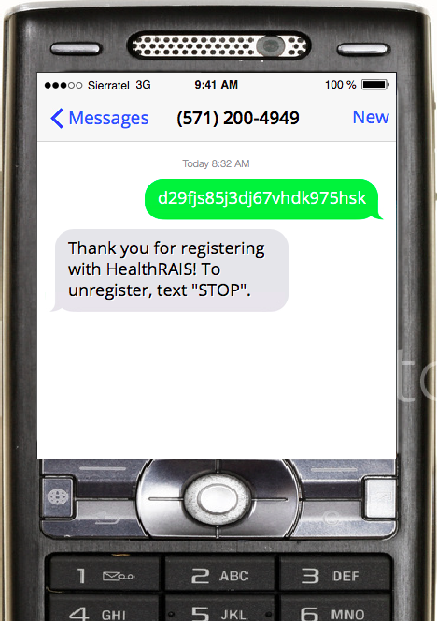 Sierratel 3G 9:41 AM 100 %
Messages (571) 200-4949 New
Today 8:32 AM
d29fjs85j3dj67vhdk975hsk
Thank you for registering
with HealthRAIS! To
unregister, text "STOP".
1 2 ABC 3 DEF
4 GHI 5 JKL 6 MNO